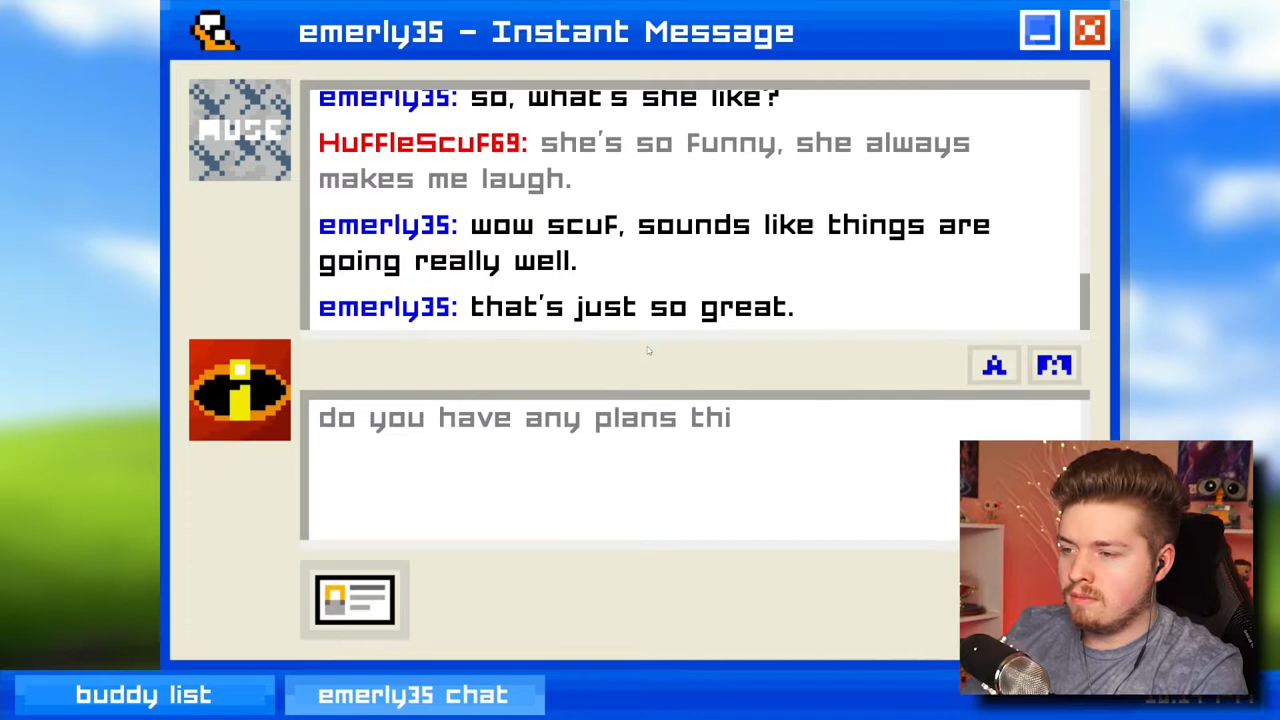 emerly35 - Instant Message
MUSE
emerly35: so, what's she like?
HuffleScuf69: she's so funny, she always
makes me laugh.
emerly35: wow scuf, sounds like things are
going really well.
emerly35: that's just so great.
A
do you have any plans thi
buddy list
emerly35 chat